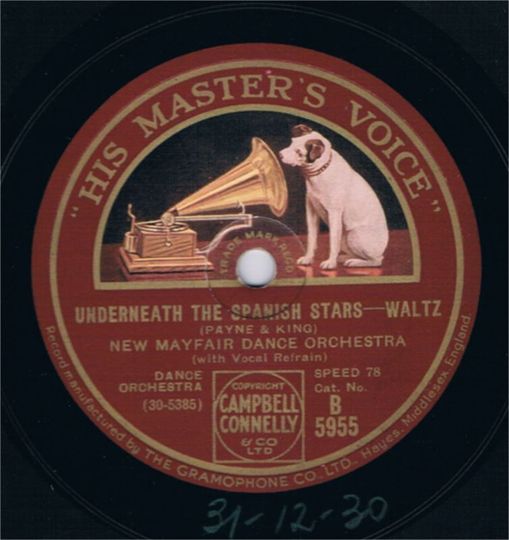 "HIS MASTER'S VOICE"
TRADE MARK REGD
UNDERNEATH THE SPANISH STARS—WALTZ
(PAYNE & KING)
NEW MAYFAIR DANCE ORCHESTRA
(with Vocal Refrain)
DANCE
ORCHESTRA
(30-5385)
COPYRIGHT
CAMPBELL
CONNELLY
& CO
LTD
SPEED 78
Cat. No.
B
5955
Record manufactured by THE GRAMOPHONE CO. LTD. Hayes, Middlesex, England.
31-12-30